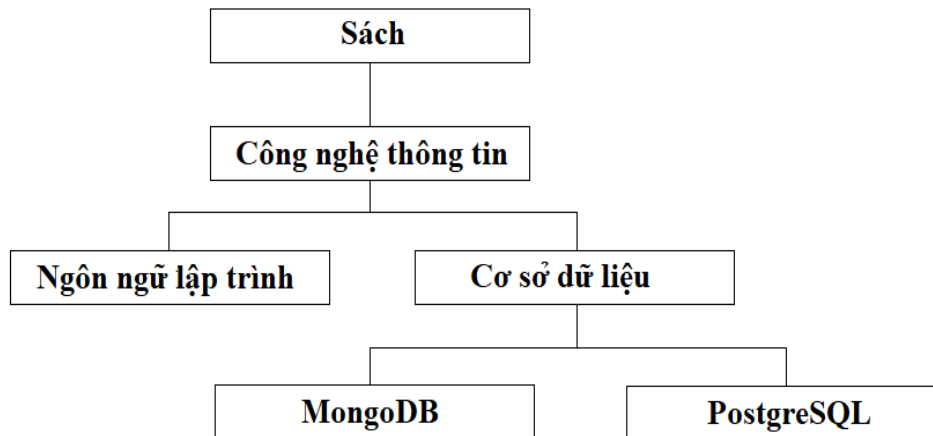 Sách
Công nghệ thông tin
Ngôn ngữ lập trình
Cơ sở dữ liệu
MongoDB
PostgreSQL